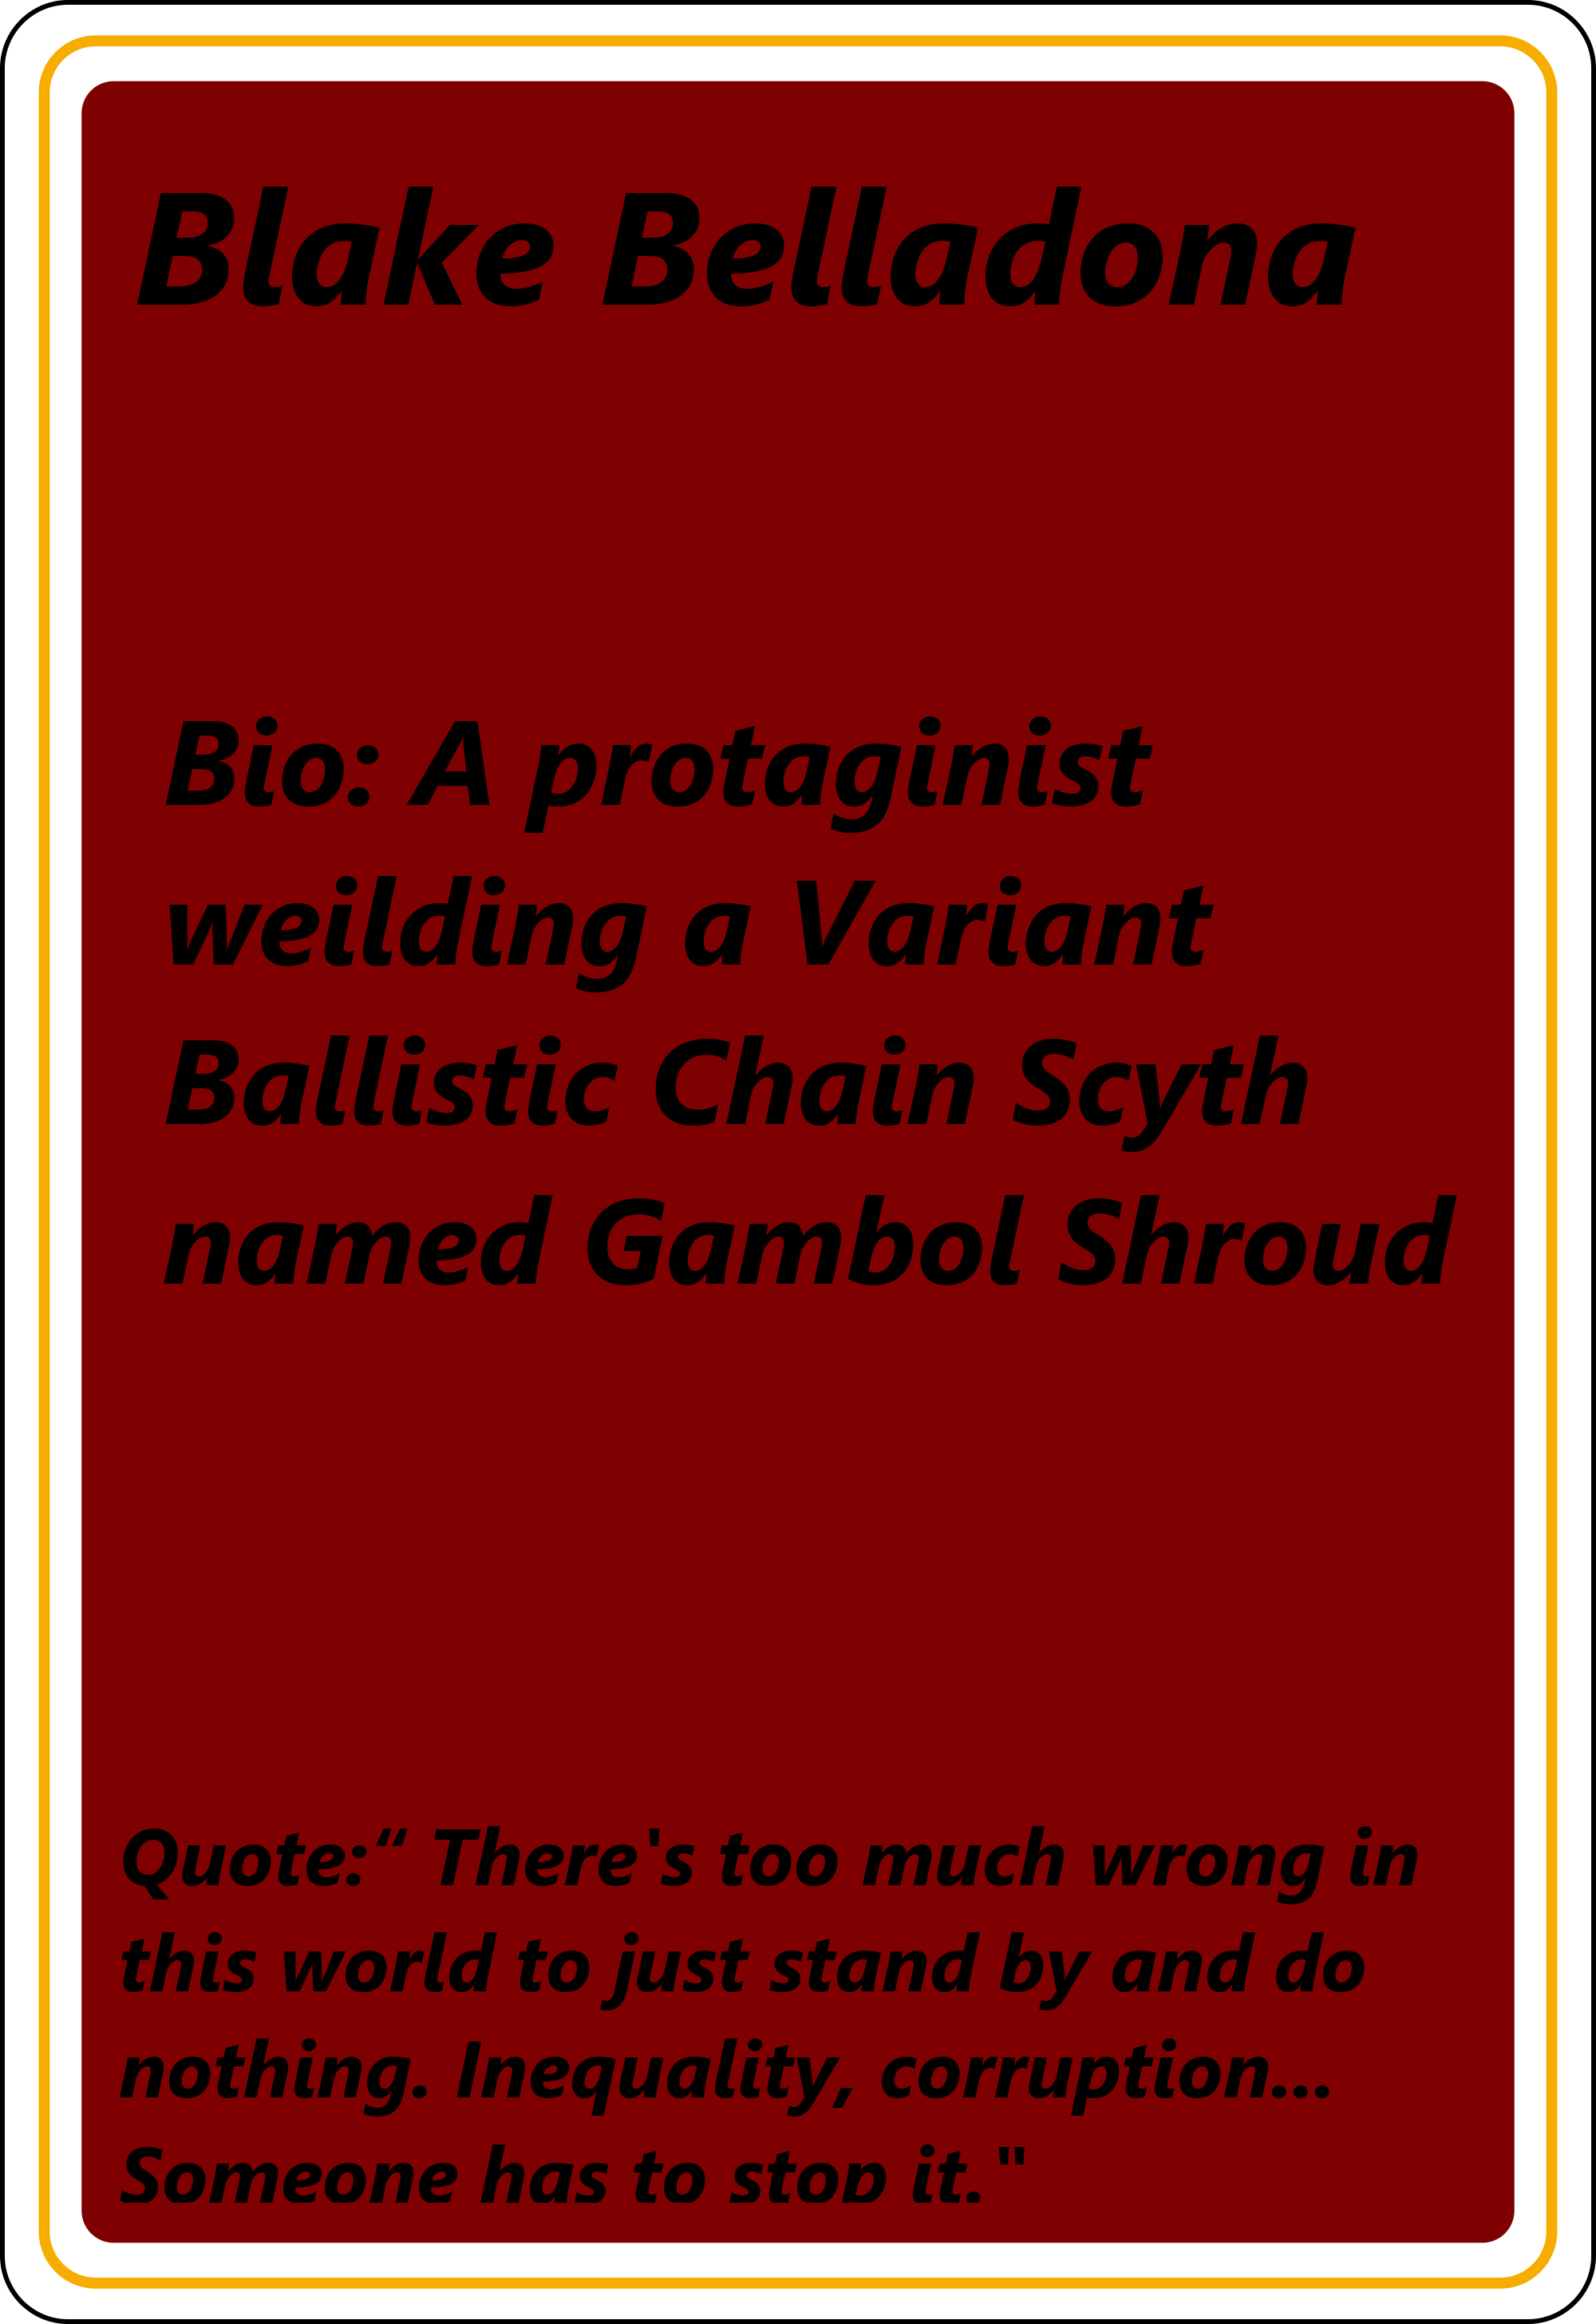 Blake Belladona
Bio: A protaginist
weilding a Variant
Ballistic Chain Scyth
named Gambol Shroud
Quote:“ There's too much wrong in
this world to just stand by and do
nothing. Inequality, corruption...
Someone has to stop it."